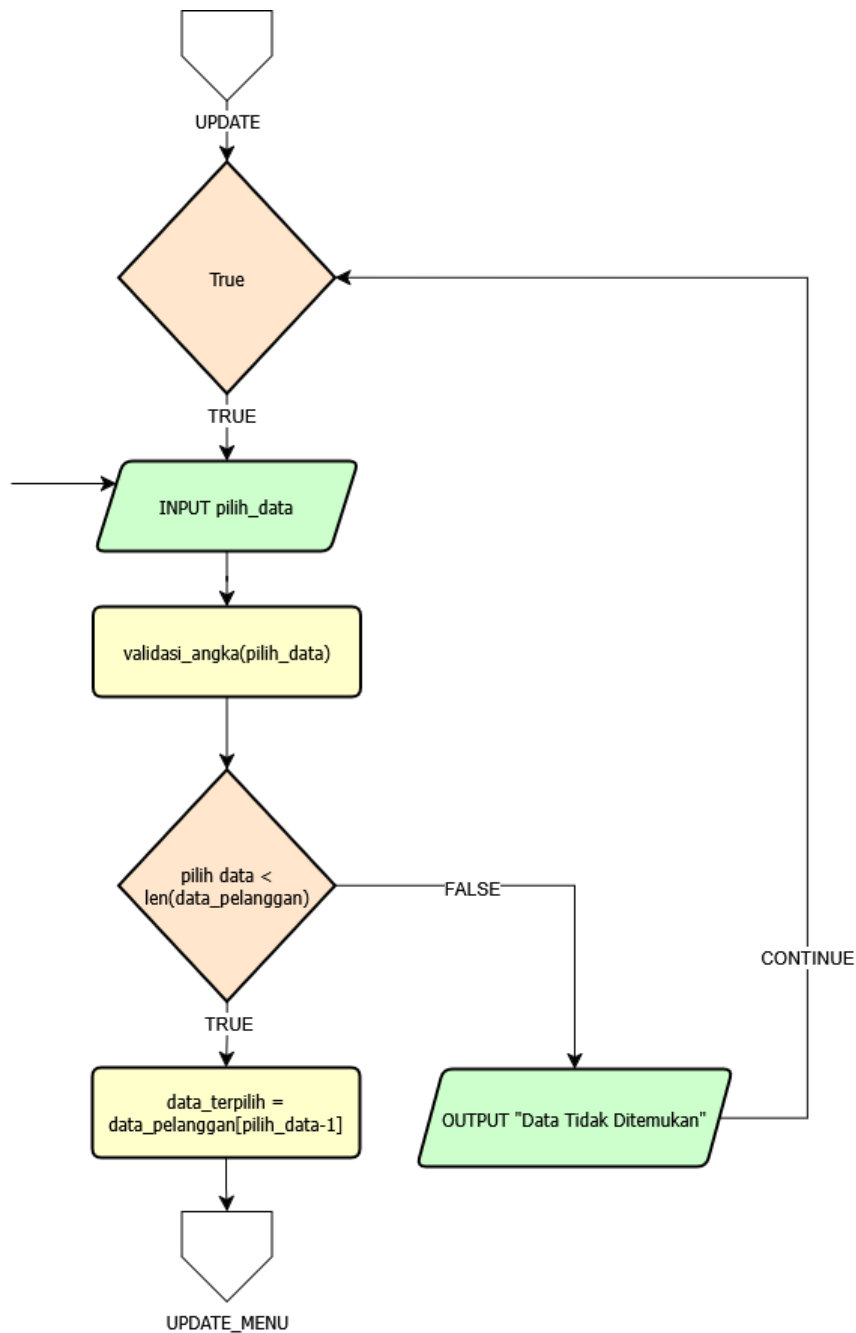 UPDATE
True
TRUE
INPUT pilih_data
validasi_angka(pilih_data)
pilih data <
len(data_pelanggan)
FALSE
CONTINUE
TRUE
data_terpilih =
data_pelanggan[pilih_data-1]
OUTPUT "Data Tidak Ditemukan"
UPDATE_MENU